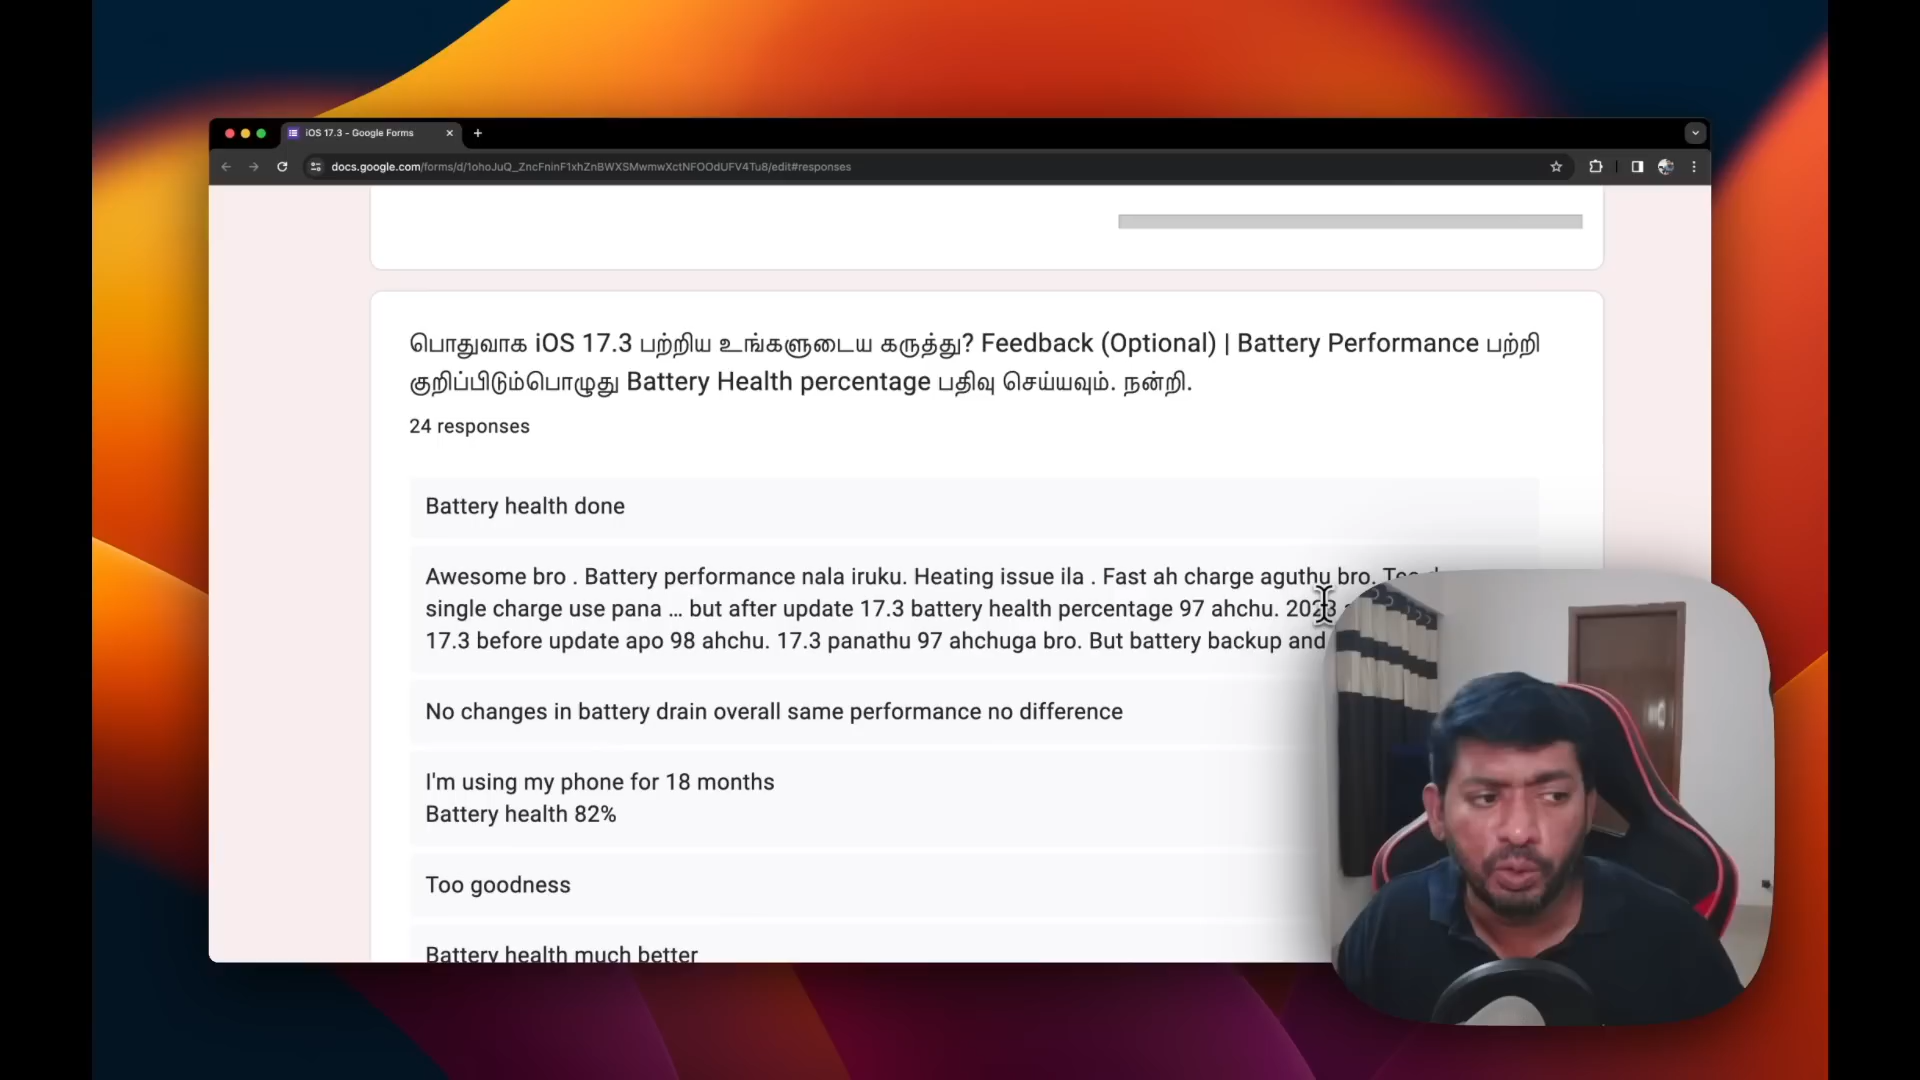 iOS 17.3 - Google Forms
docs.google.com/forms/d/1ohoJuQ_ZncFninF1xhZnBWXSMwmwXctNFOOdUFV4Tu8/edit#responses
பொதுவாக iOS 17.3 பற்றிய உங்களுடைய கருத்து? Feedback (Optional) | Battery Performance பற்றி
குறிப்பிடும்பொழுது Battery Health percentage பதிவு செய்யவும். நன்றி.
24 responses
Battery health done
Awesome bro . Battery performance nala iruku. Heating issue ila . Fast ah charge aguthu bro.
single charge use pana ... but after update 17.3 battery health percentage 97 ahchu. 2023
17.3 before update apo 98 ahchu. 17.3 panathu 97 ahchuga bro. But battery backup and
No changes in battery drain overall same performance no difference
I'm using my phone for 18 months
Battery health 82%
Too goodness
Battery health much better